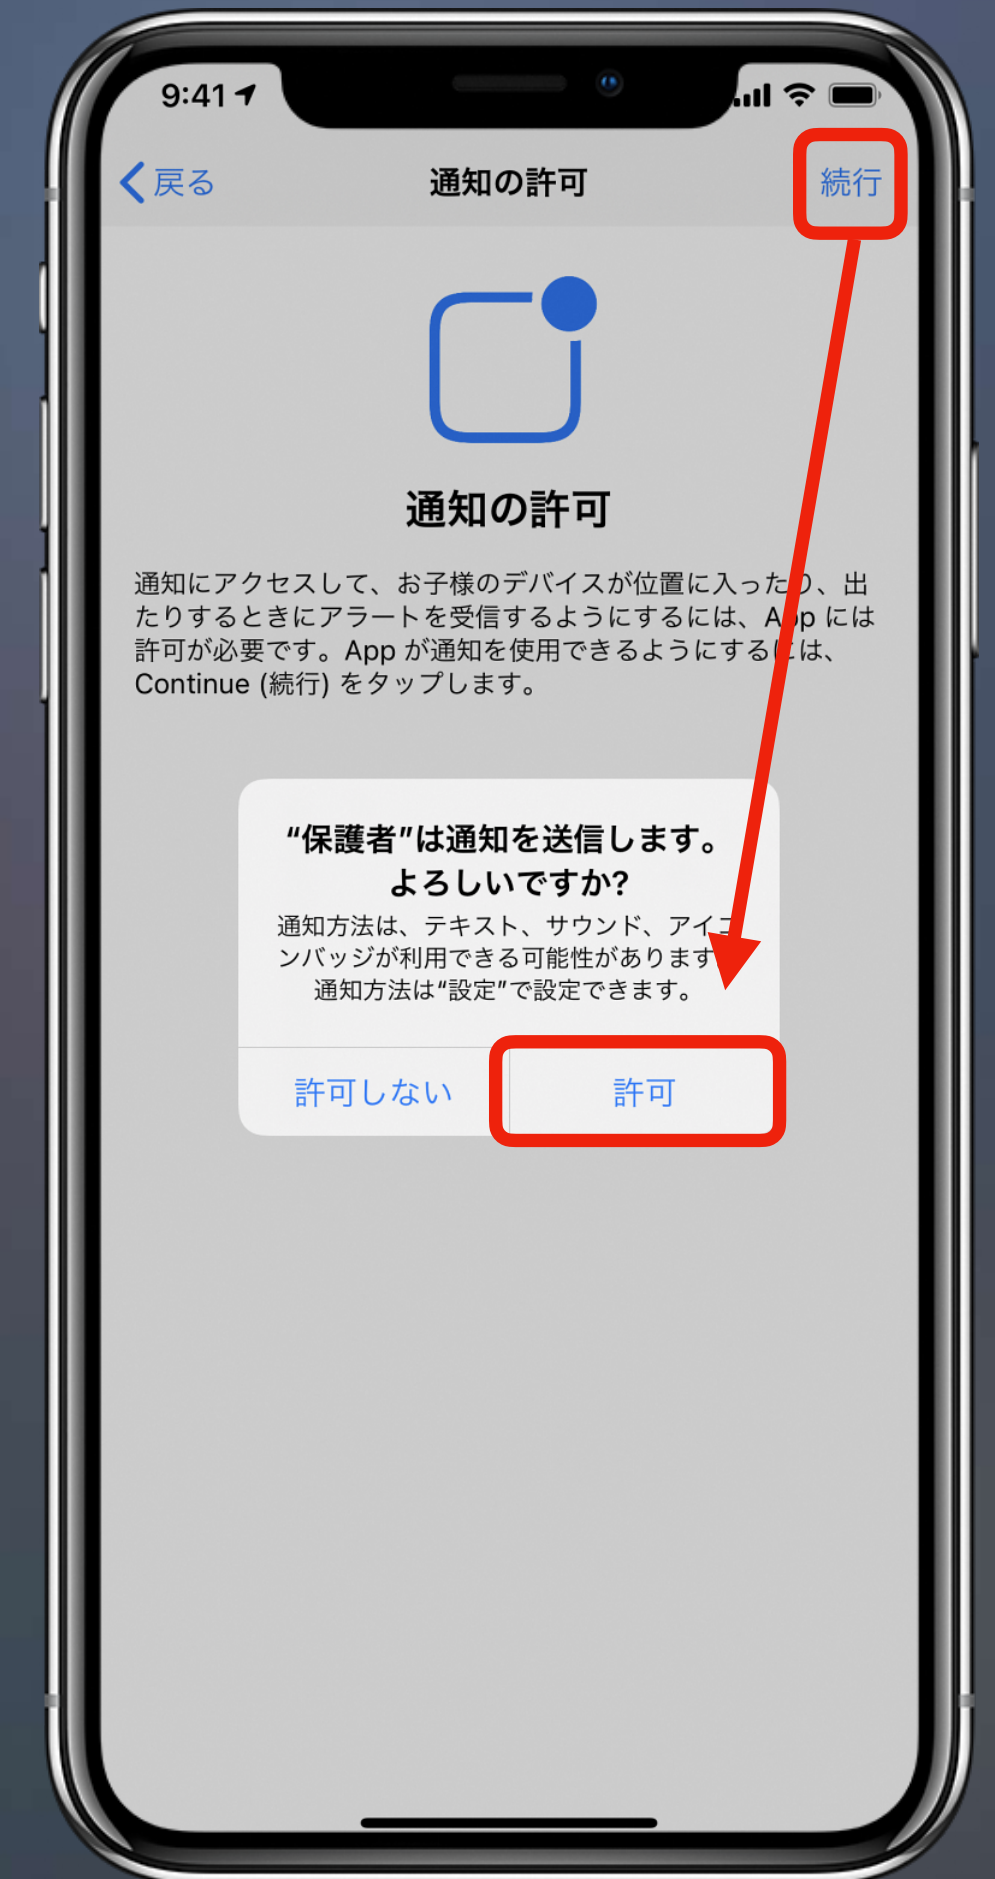 9:41
戻る
通知の許可
続行
通知の許可
通知にアクセスして、お子様のデバイスが位置に入ったり、出
たりするときにアラートを受信するようにするには、App には
許可が必要です。App が通知を使用できるようにするには、
Continue (続行) をタップします。
“保護者”は通知を送信します。
よろしいですか?
通知方法は、テキスト、サウンド、アイコ
ンバッジが利用できる可能性があります
通知方法は“設定”で設定できます。
許可しない
許可